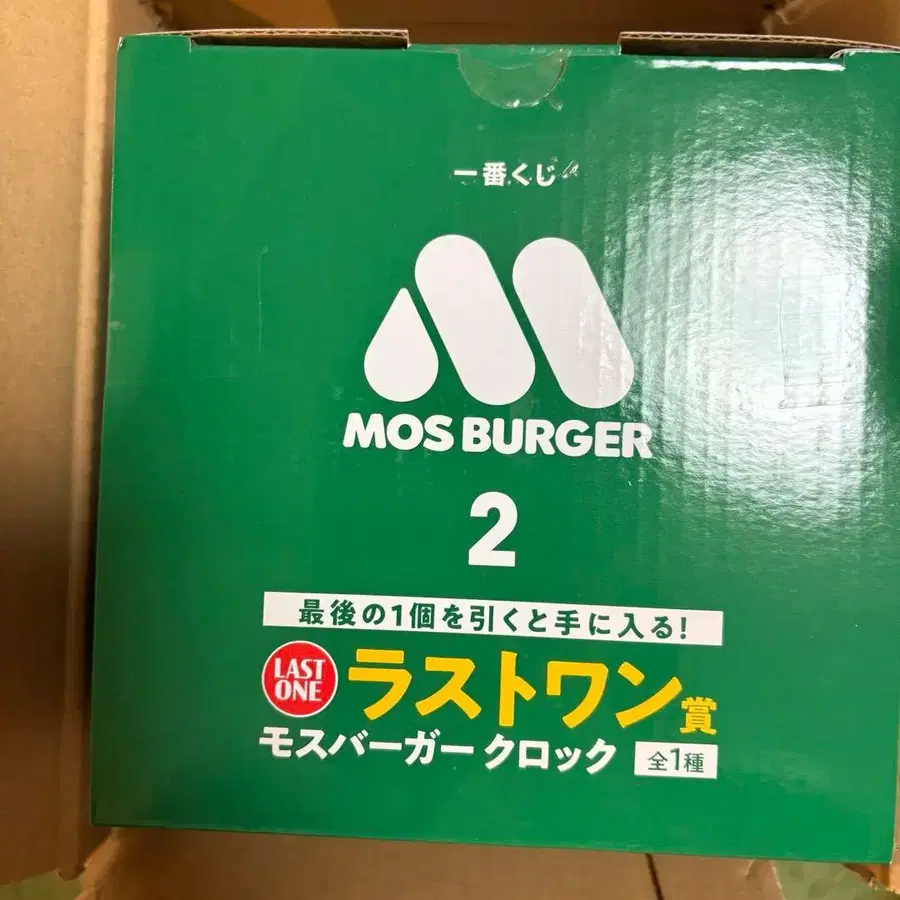 一番くじ
MOS BURGER
2
最後の1個を引くと手に入る!
LAST
ONE
ラストワン賞
モスバーガー クロック 全1種